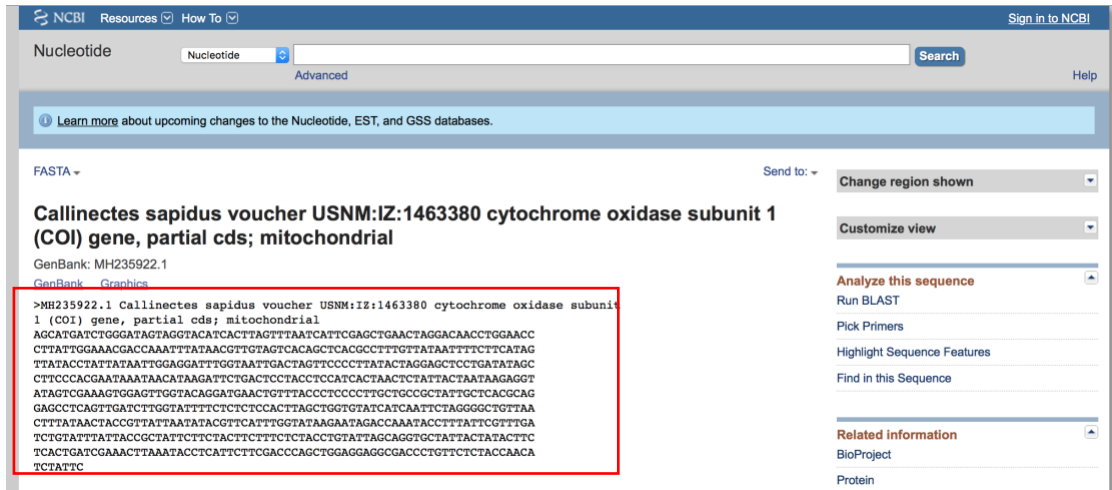 NCBI Resources How To Sign in to NCBI
Nucleotide Nucleotide Search
Advanced Help
Learn more about upcoming changes to the Nucleotide, EST, and GSS databases.
FASTA Send to:
Change region shown
Callinectes sapidus voucher USNM:IZ:1463380 cytochrome oxidase subunit 1
(COI) gene, partial cds; mitochondrial
Customize view
GenBank: MH235922.1
GenBank Graphics
>MH235922.1 Callinectes sapidus voucher USNM:IZ:1463380 cytochrome oxidase subunit
1 (COI) gene, partial cds; mitochondrial
AGCATGATCTGGGATAGTAGGTACATCACTTAGTTTAATCATTCGAGCTGAACTAGGACAACCTGGAACC
CTTATTGGAAACGACCAAATTTATAACGTTGTAGTCACAGCTCACGCCTTTGTTATAATTTTCTTCATAG
TTATACCTATTATAATTGGAGGATTTGGTAATTGACTAGTTCCCCTTATACTAGGAGCTCCTGATATAGC
CTTCCCACGAATAAATAACATAAGATTCTGACTCCTACCTCCATCACTAACTCTATTACTAATAAGAGGT
ATAGTCGAAAGTGGAGTTGGTACAGGATGAACTGTTTACCCTCCCCTTGCTGCCGCTATTGCTCACGCAG
GAGCCTCAGTTGATCTTGGTATTTTCTCTCTCCACTTAGCTGGTGTATCATCAATTCTAGGGGCTGTTAA
CTTTATAACTACCGTTATTAATATACGTTCATTTGGTATAAGAATAGACCAAATACCTTTATTCGTTTGA
TCTGTATTTATTACCGCTATTCTTCTACTTCTTTCTCTACCTGTATTAGCAGGTGCTATTACTATACTTC
TCACTGATCGAAACTTAAATACCTCATTCTTCGACCCAGCTGGAGGAGGCGACCCTGTTCTCTACCAACA
TCTATTC
Analyze this sequence
Run BLAST
Pick Primers
Highlight Sequence Features
Find in this Sequence
Related information
BioProject
Protein